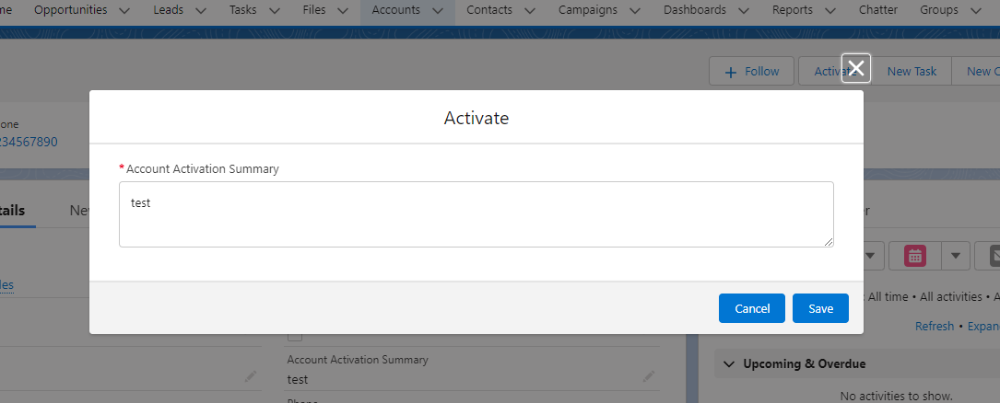 me Opportunities Leads Tasks Files Accounts Contacts Campaigns Dashboards Reports Chatter Groups
Follow Activate New Task New C
one
234567890
Activate
* Account Activation Summary
test
Cancel Save
tails Ne er
les
All time • All activities • A
Refresh • Expan
Account Activation Summary
test
Upcoming & Overdue
No activities to show.
Phone